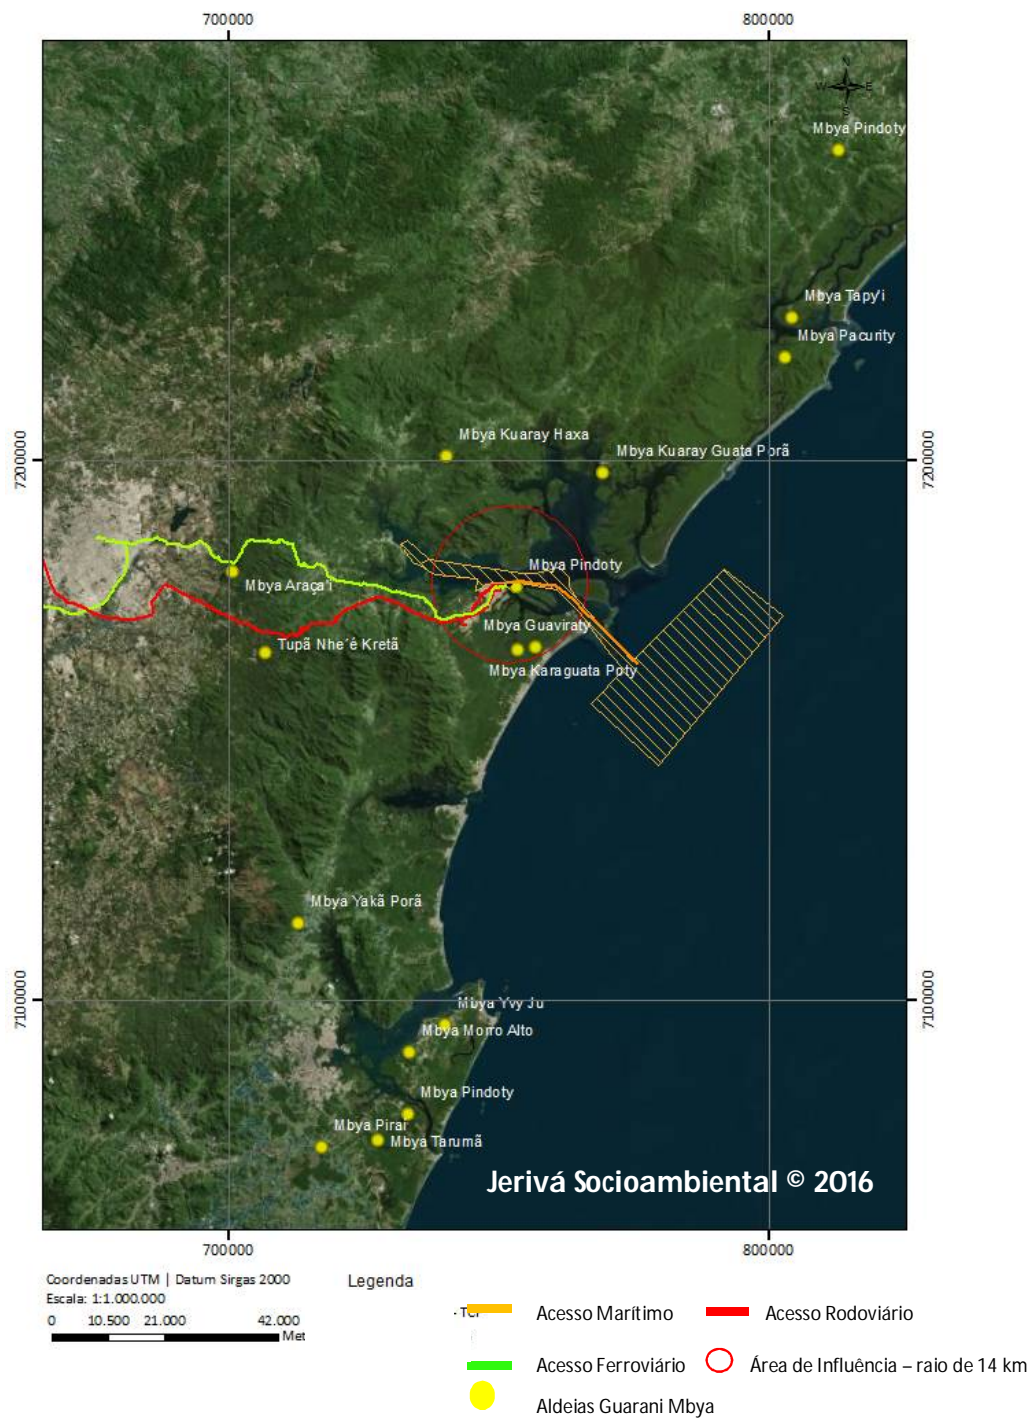 700000
800000
N
W E
S
Mbya Pindoty
Mbya Tapy'i
Mbya Pacurity
Mbya Kuaray Haxa
Mbya Kuaray Guata Porã
7200000
7200000
Mbya Pindoty
Mbya Araça'i
Mbya Guaviraty
Tupã Nhe´é Kretã
Mbya Karaguata Poty
Mbya Yakã Porã
7100000
7100000
Mbya Yvy Ju
Mbya Morro Alto
Mbya Pindoty
Mbya Pirai
Mbya Tarumã
Jerivá Socioambiental © 2016
700000
800000
Coordenadas UTM | Datum Sirgas 2000
Legenda
Escala: 1:1.000.000
0 10.500 21.000 42.000
Met
Acesso Marítimo
Acesso Rodoviário
Acesso Ferroviário
Área de Influência – raio de 14 km
Aldeias Guarani Mbya